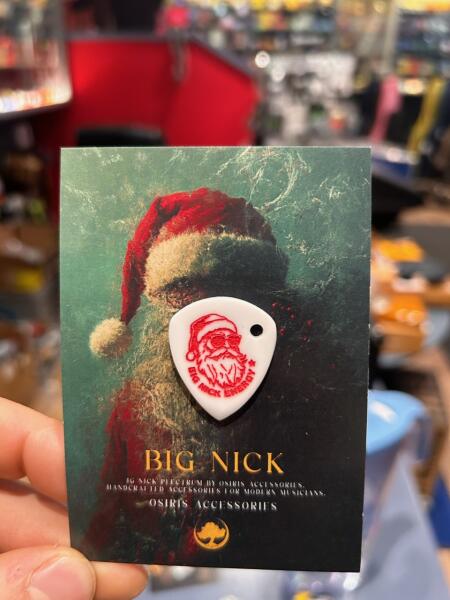 BIG NICK ENERGY
BIG NICK
IG NICK PLECTRUM BY OSIRIS ACCESSORIES.
HANDCRAFTED ACCESSORIES FOR MODERN MUSICIANS.
OSIRIS ACCESSORIES